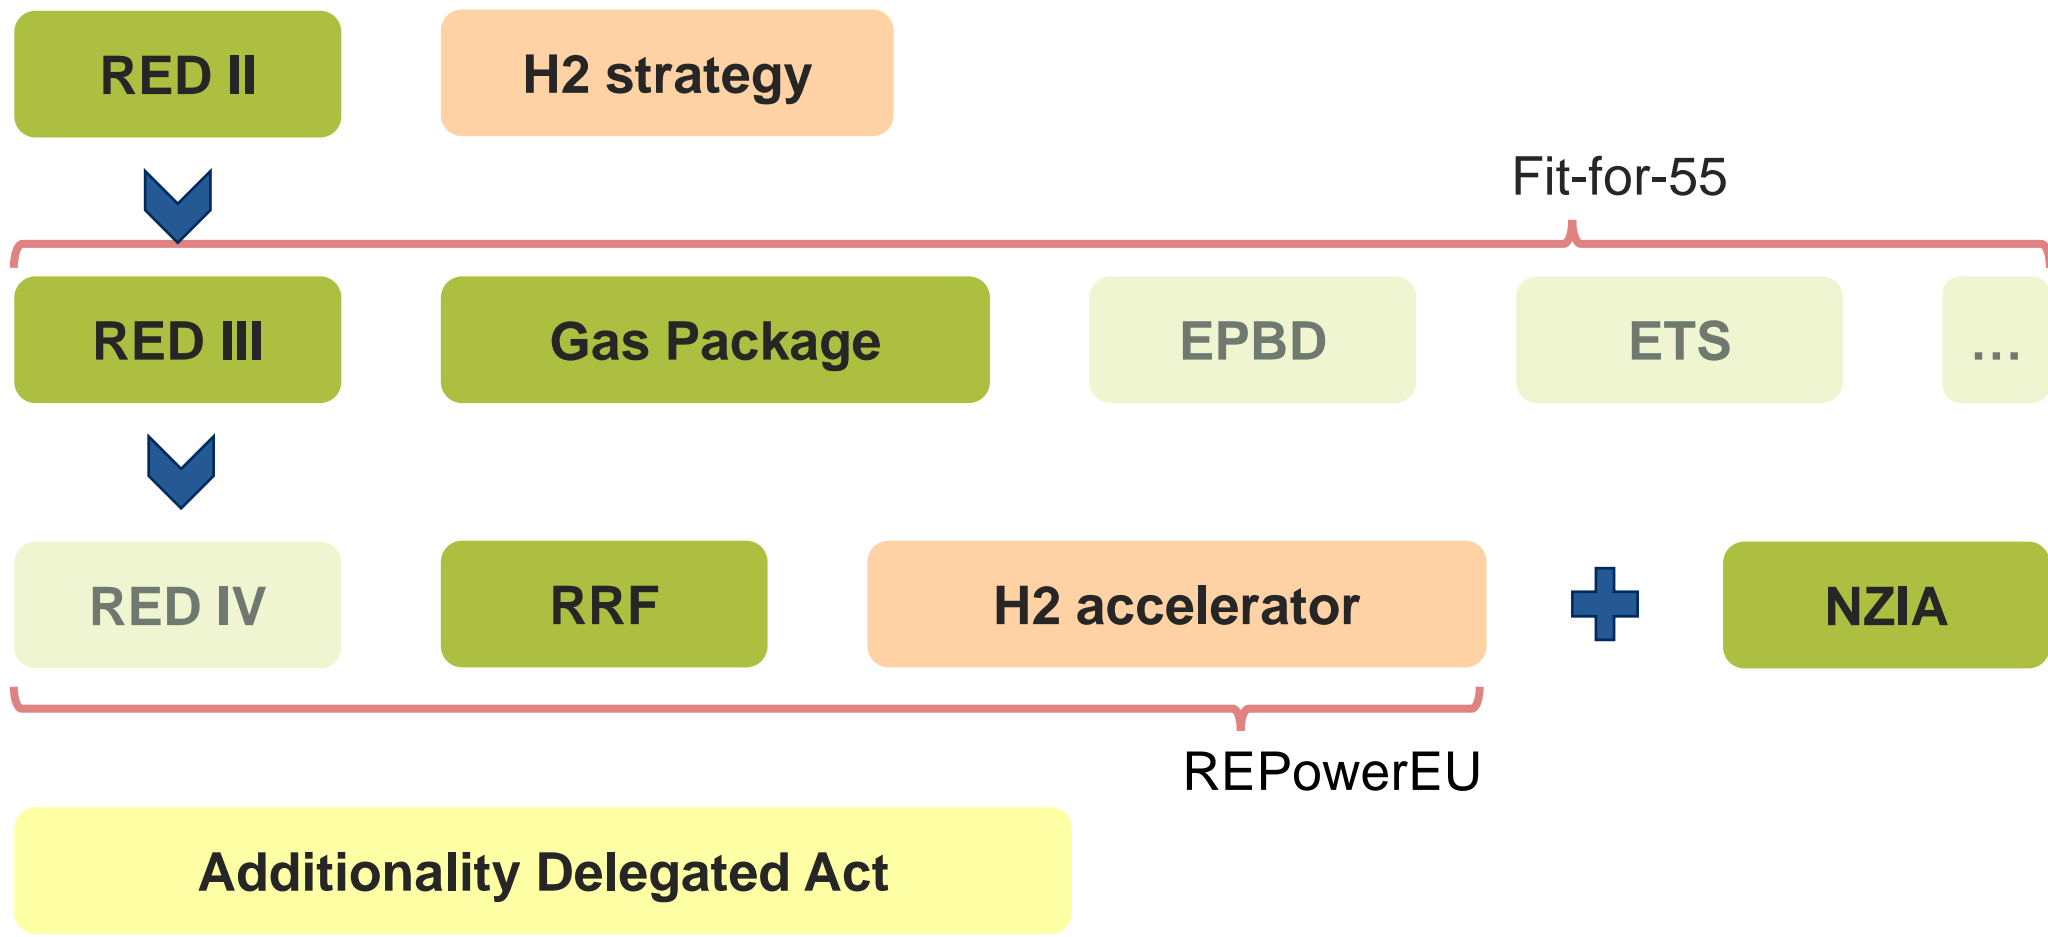 RED II
H2 strategy
Fit-for-55
RED III
Gas Package
EPBD
ETS
...
RED IV
RRF
H2 accelerator
NZIA
REPowerEU
Additionality Delegated Act